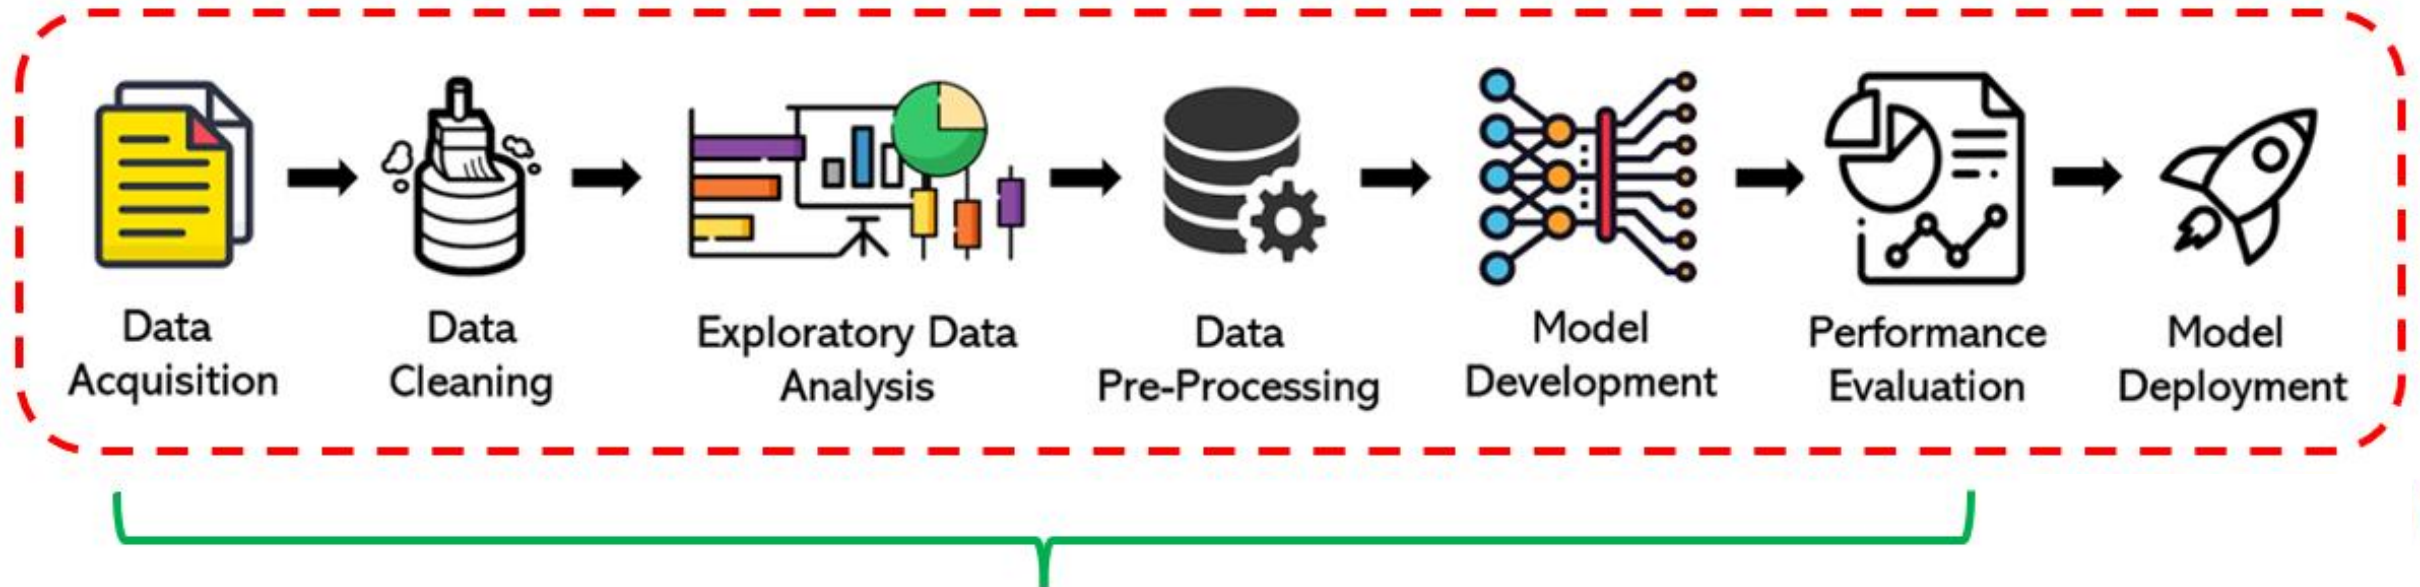 Data
Acquisition
Data
Cleaning
Exploratory Data
Analysis
Data
Pre-Processing
Model
Development
Performance
Evaluation
Model
Deployment